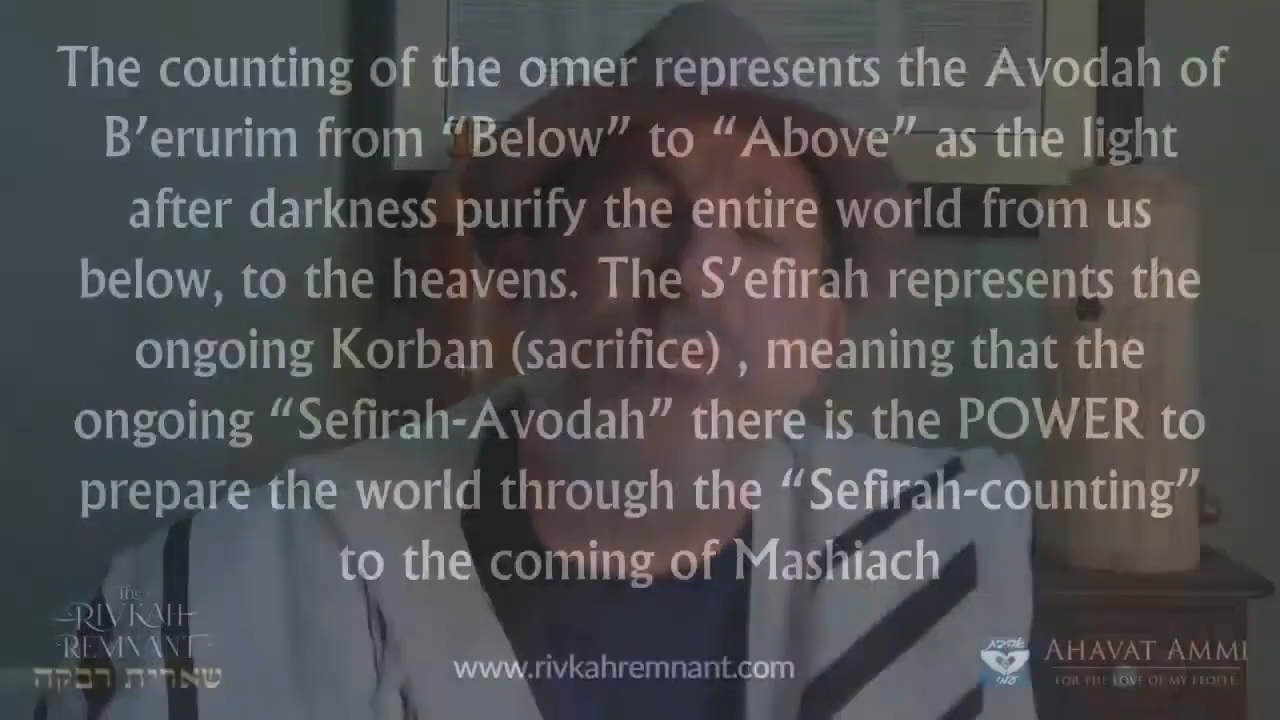 The counting of the omer represents the Avodah of
B’erurim from “Below” to “Above” as the light
after darkness purify the entire world from us
below, to the heavens. The S’efirah represents the
ongoing Korban (sacrifice) , meaning that the
ongoing “Sefirah-Avodah” there is the POWER to
prepare the world through the “Sefirah-counting”
to the coming of Mashiach
the
RIVKAH
REMNANT
שארית רבקה
www.rivkahremnant.com
AHAVAT AMMI
FOR THE LOVE OF MY PEOPLE